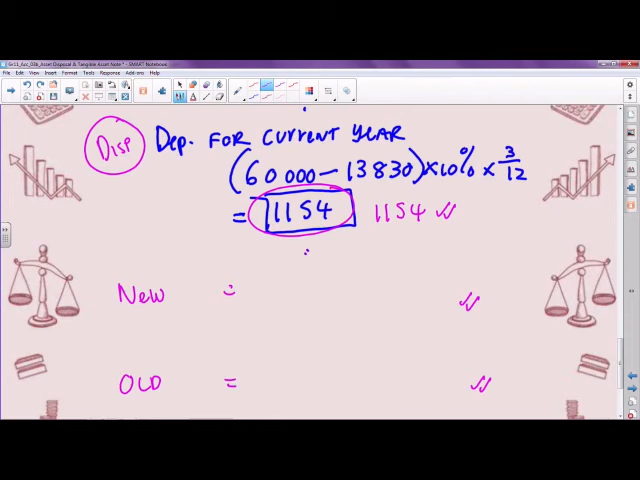 Gr11_Acc_D3b_Asset Disposal & Tangible Asset Note * - SMART Notebook
File Edit View Insert Format Tools Add-ons Response Help
DISP Dep. FOR CURRENT YEAR
(60 000 - 13 830) × 10% × 3/12
= 1154 1154 ✓✓
New = ✓✓
OLD = ✓✓